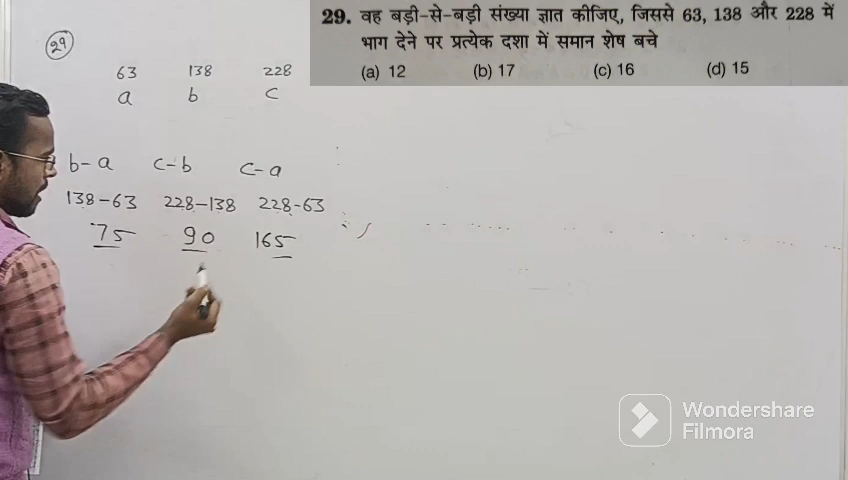 29. वह बड़ी-से-बड़ी संख्या ज्ञात कीजिए, जिससे 63, 138 और 228 में
भाग देने पर प्रत्येक दशा में समान शेष बचे
(a) 12 (b) 17 (c) 16 (d) 15
29
63 138 228
a b c
b-a c-b c-a
138-63 228-138 228-63
75 90 165
Wondershare
Filmora